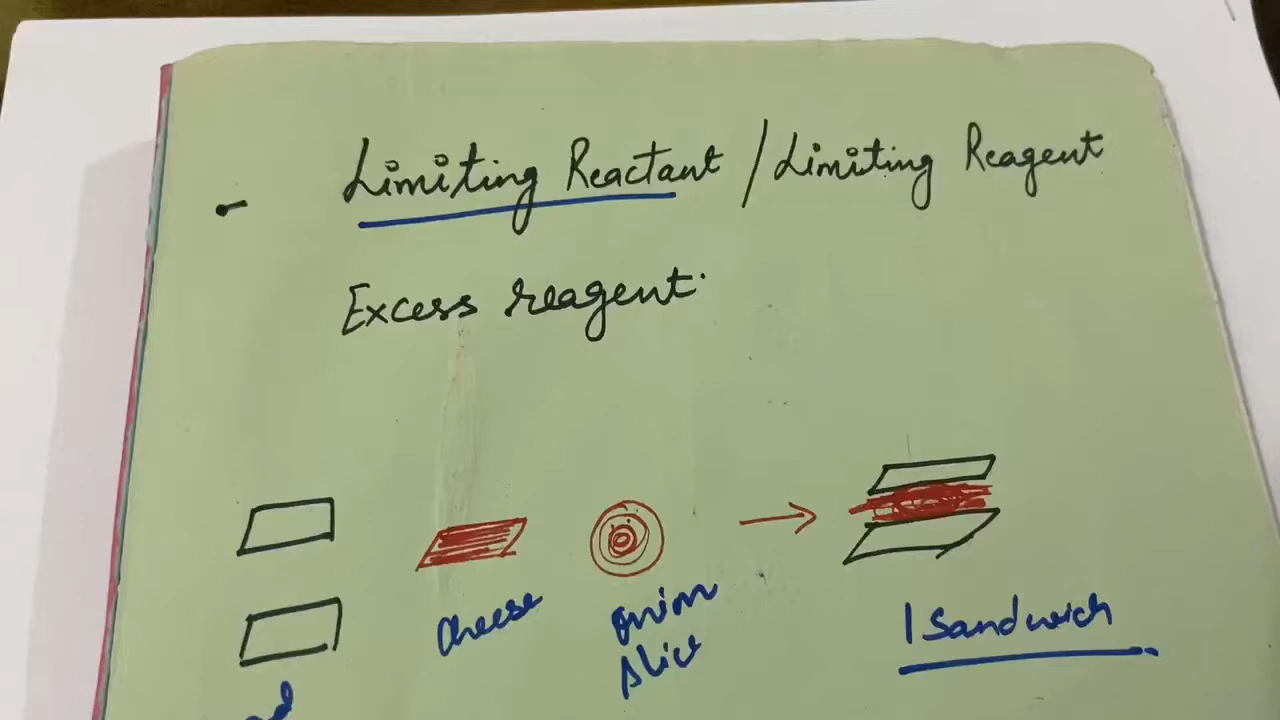 - Limiting Reactant / Limiting Reagent
Excess reagent.
Cheese
onion
slice
1 Sandwich